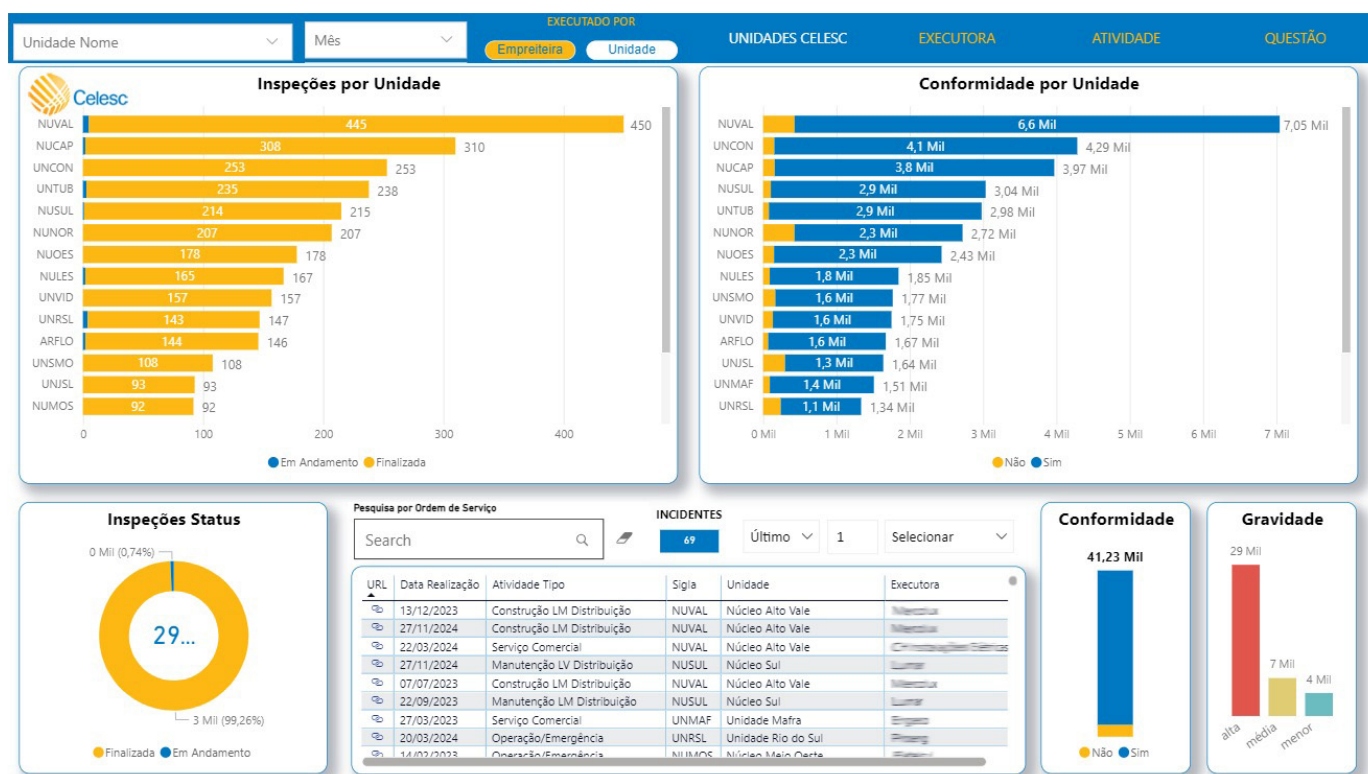 Unidade Nome
Mês
EXECUTADO POR
Empreiteira
Unidade
UNIDADES CELESC
EXECUTORA
ATIVIDADE
QUESTÃO
Celesc
Inspeções por Unidade
NUVAL 445 450
NUCAP 308 310
UNCON 253 253
UNTUB 235 238
NUSUL 214 215
NUNOR 207 207
NUOES 178 178
NULES 165 167
UNVID 157 157
UNRSL 143 147
ARFLO 144 146
UNSMO 108 108
UNJSL 93 93
NUMOS 92 92
0 100 200 300 400
Em Andamento Finalizada
Conformidade por Unidade
NUVAL 6,6 Mil 7,05 Mil
UNCON 4,1 Mil 4,29 Mil
NUCAP 3,8 Mil 3,97 Mil
NUSUL 2,9 Mil 3,04 Mil
UNTUB 2,9 Mil 2,98 Mil
NUNOR 2,3 Mil 2,72 Mil
NUOES 2,3 Mil 2,43 Mil
NULES 1,8 Mil 1,85 Mil
UNSMO 1,6 Mil 1,77 Mil
UNVID 1,6 Mil 1,75 Mil
ARFLO 1,6 Mil 1,67 Mil
UNJSL 1,3 Mil 1,64 Mil
UNMAF 1,4 Mil 1,51 Mil
UNRSL 1,1 Mil 1,34 Mil
0 Mil 1 Mil 2 Mil 3 Mil 4 Mil 5 Mil 6 Mil 7 Mil
Não Sim
Inspeções Status
0 Mil (0,74%)
29...
3 Mil (99,26%)
Finalizada Em Andamento
Pesquisa por Ordem de Serviço
Search
INCIDENTES
69
Último
1
Selecionar
URL Data Realização Atividade Tipo Sigla Unidade Executora
13/12/2023 Construção LM Distribuição NUVAL Núcleo Alto Vale
27/11/2024 Construção LM Distribuição NUVAL Núcleo Alto Vale
22/03/2024 Serviço Comercial NUVAL Núcleo Alto Vale
27/11/2024 Manutenção LV Distribuição NUSUL Núcleo Sul
07/07/2023 Construção LM Distribuição NUVAL Núcleo Alto Vale
22/09/2023 Manutenção LM Distribuição NUSUL Núcleo Sul
27/03/2023 Serviço Comercial UNMAF Unidade Mafra
20/03/2024 Operação/Emergência UNRSL Unidade Rio do Sul
14/02/2023 Operação/Emergência NUMOS Núcleo Meio Oeste
Conformidade
41,23 Mil
Não Sim
Gravidade
29 Mil
7 Mil
4 Mil
alta média menor